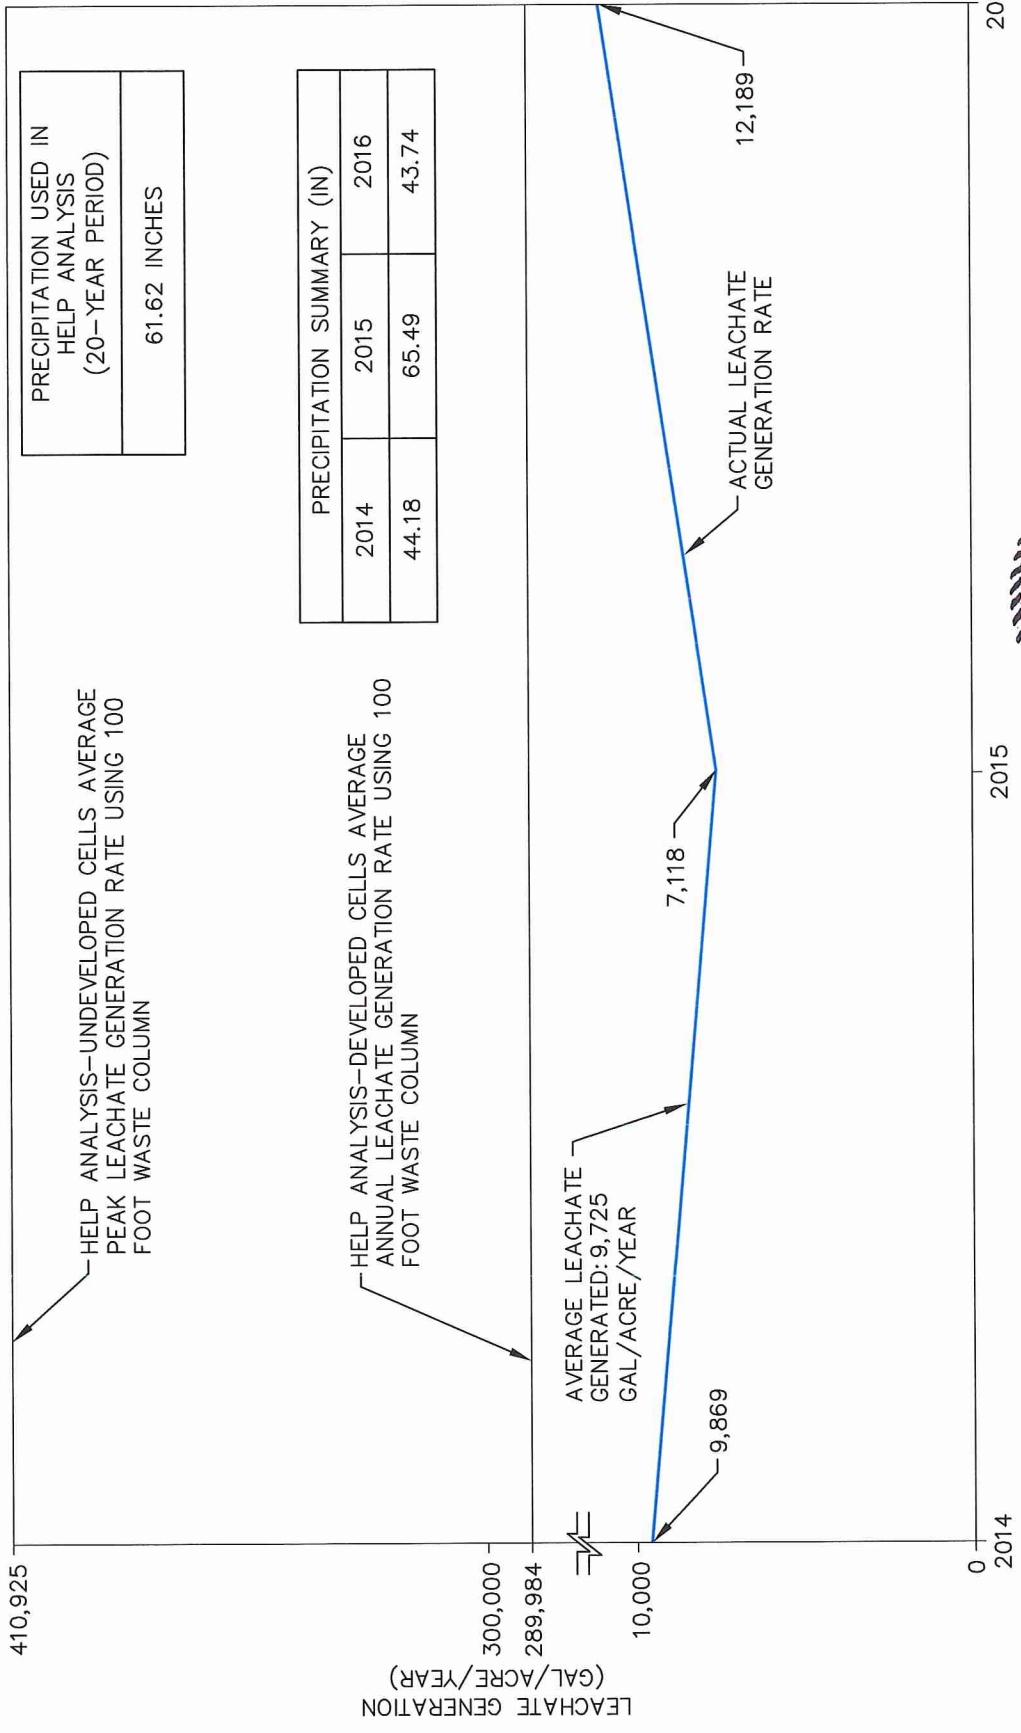 LEACHATE GENERATION
(GAL/ACRE/YEAR)
410,925
300,000
289,984
10,000
0
HELP ANALYSIS-UNDEVELOPED CELLS AVERAGE
PEAK LEACHATE GENERATION RATE USING 100
FOOT WASTE COLUMN
PRECIPITATION USED IN
HELP ANALYSIS
(20-YEAR PERIOD)
61.62 INCHES
HELP ANALYSIS-DEVELOPED CELLS AVERAGE
ANNUAL LEACHATE GENERATION RATE USING 100
FOOT WASTE COLUMN
PRECIPITATION SUMMARY (IN)
2014 2015 2016
44.18 65.49 43.74
AVERAGE LEACHATE
GENERATED: 9,725
GAL/ACRE/YEAR
9,869
7,118
ACTUAL LEACHATE
GENERATION RATE
12,189
2014
2015
20